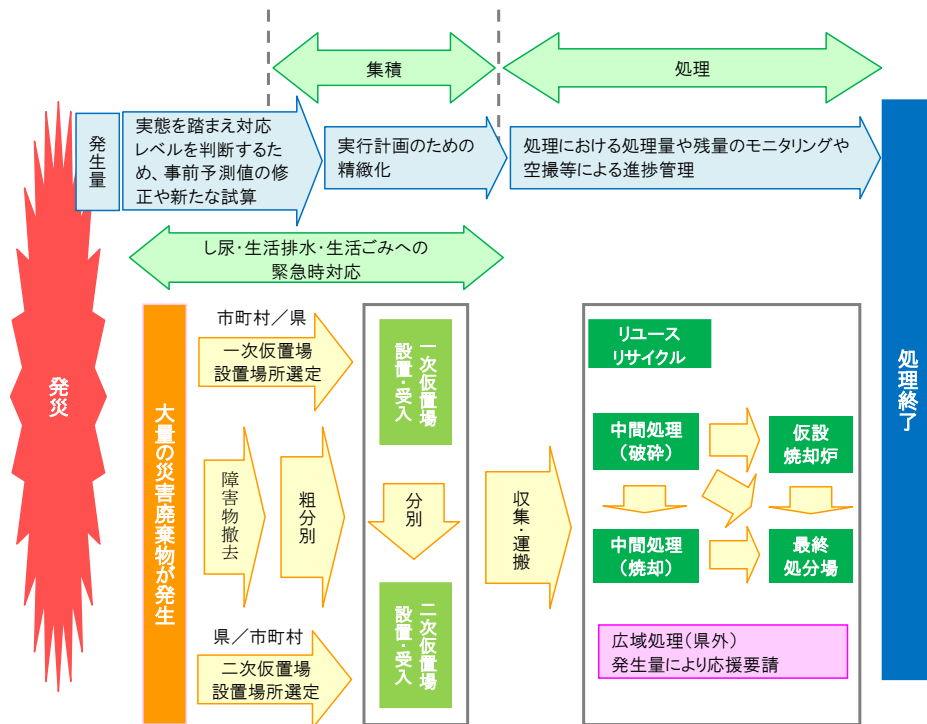 集積
処理
発災
発生量
実態を踏まえ対応
レベルを判断するた
め、事前予測値の修
正や新たな試算
実行計画のための
精緻化
処理における処理量や残量のモニタリングや
空撮等による進捗管理
処理終了
し尿・生活排水・生活ごみへの
緊急時対応
大量の災害廃棄物が発生
市町村／県
一次仮置場
設置場所選定
障害物撤去
粗分別
県／市町村
二次仮置場
設置場所選定
一次仮置場
設置・受入
分別
二次仮置場
設置・受入
収集・運搬
リユース
リサイクル
中間処理
（破砕）
仮設
焼却炉
中間処理
（焼却）
最終
処分場
広域処理（県外）
発生量により応援要請